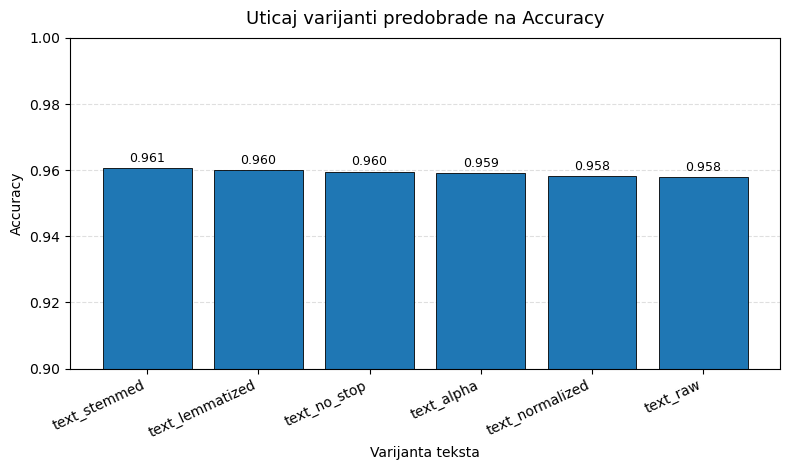 Uticaj varijanti predobrade na Accuracy
1.00
0.98
0.96
0.94
0.92
0.90
Accuracy
0.961
0.960
0.960
0.959
0.958
0.958
text_stemmed
text_lemmatized
text_no_stop
text_alpha
text_normalized
text_raw
Varijanta teksta